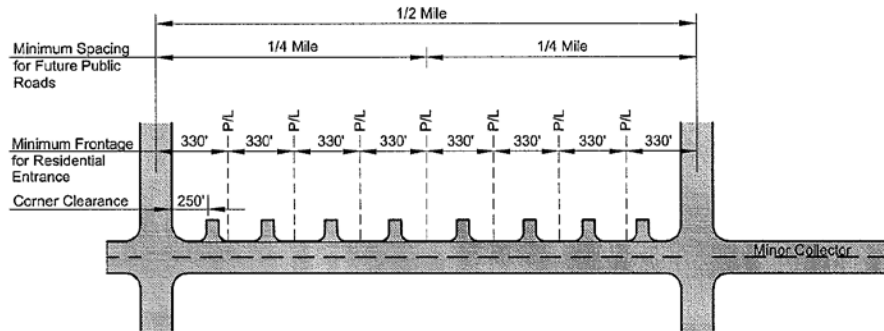 1/2 Mile
1/4 Mile
1/4 Mile
Minimum Spacing
for Future Public
Roads
P/L
P/L
P/L
P/L
P/L
P/L
P/L
330'
330'
330'
330'
330'
330'
330'
330'
Minimum Frontage
for Residential
Entrance
Corner Clearance
250'
Minor Collector